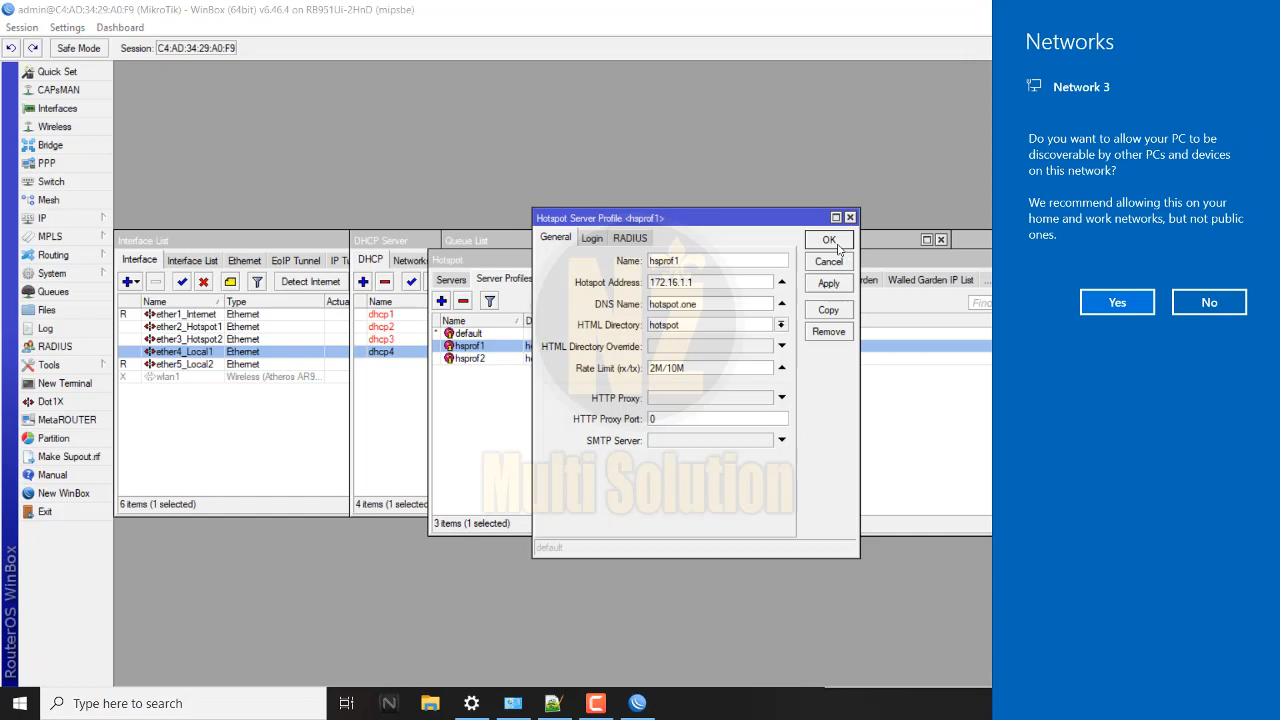 admin@C4:AD:34:29:A0:F9 (MikroTik) - WinBox (64bit) v6.46.4 on RB951Ui-2HnD (mipsbe)
Session Settings Dashboard
Safe Mode Session: C4:AD:34:29:A0:F9
Quick Set
CAPsMAN
Interfaces
Wireless
Bridge
PPP
Switch
Mesh
IP
MPLS
Routing
System
Queues
Files
Log
RADIUS
Tools
New Terminal
Dot1X
MetaROUTER
Partition
Make Supout.rif
Manual
New WinBox
Exit
RouterOS WinBox
Interface List
Interface Interface List Ethernet EoIP Tunnel IP Tu
Detect Internet
Name Type Actua
R ether1_Internet Ethernet
ether2_Hotspot1 Ethernet
ether3_Hotspot2 Ethernet
ether4_Local1 Ethernet
R ether5_Local2 Ethernet
X wlan1 Wireless (Atheros AR9...
6 items (1 selected)
DHCP Server
DHCP Network
Name
dhcp1
dhcp2
dhcp3
dhcp4
4 items (1 selected)
Queue List
Hotspot
Servers Server Profiles
arden Walled Garden IP List ...
Find
Name D
* default
hsprof1 h
hsprof2 h
3 items (1 selected)
Hotspot Server Profile <hsprof1>
General Login RADIUS
Name: hsprof1
Hotspot Address: 172.16.1.1
DNS Name: hotspot.one
HTML Directory: hotspot
HTML Directory Override:
Rate Limit (rx/tx): 2M/10M
HTTP Proxy:
HTTP Proxy Port: 0
SMTP Server:
default
OK
Cancel
Apply
Copy
Remove
Multi Solution
Networks
Network 3
Do you want to allow your PC to be
discoverable by other PCs and devices
on this network?
We recommend allowing this on your
home and work networks, but not public
ones.
Yes No
Type here to search